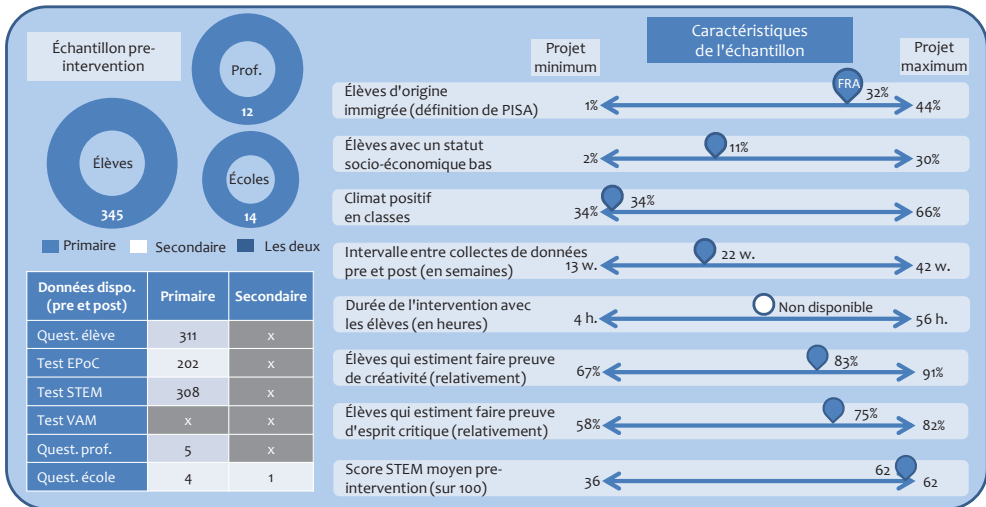 Échantillon pre-
intervention
Prof.
12
Élèves
345
Écoles
14
Primaire
Secondaire
Les deux
Données dispo.
(pre et post)
Primaire
Secondaire
Quest. élève
311
x
Test EPoC
202
x
Test STEM
308
x
Test VAM
x
x
Quest. prof.
5
x
Quest. école
4
1
Projet
minimum
Caractéristiques
de l'échantillon
Projet
maximum
Élèves d'origine
immigrée (définition de PISA)
1%
FRA
32%
44%
Élèves avec un statut
socio-économique bas
2%
11%
30%
Climat positif
en classes
34%
34%
66%
Intervalle entre collectes de données
pre et post (en semaines)
13 w.
22 w.
42 w.
Durée de l'intervention avec
les élèves (en heures)
4 h.
Non disponible
56 h.
Élèves qui estiment faire preuve
de créativité (relativement)
67%
83%
91%
Élèves qui estiment faire preuve
d'esprit critique (relativement)
58%
75%
82%
Score STEM moyen pre-
intervention (sur 100)
36
62
62